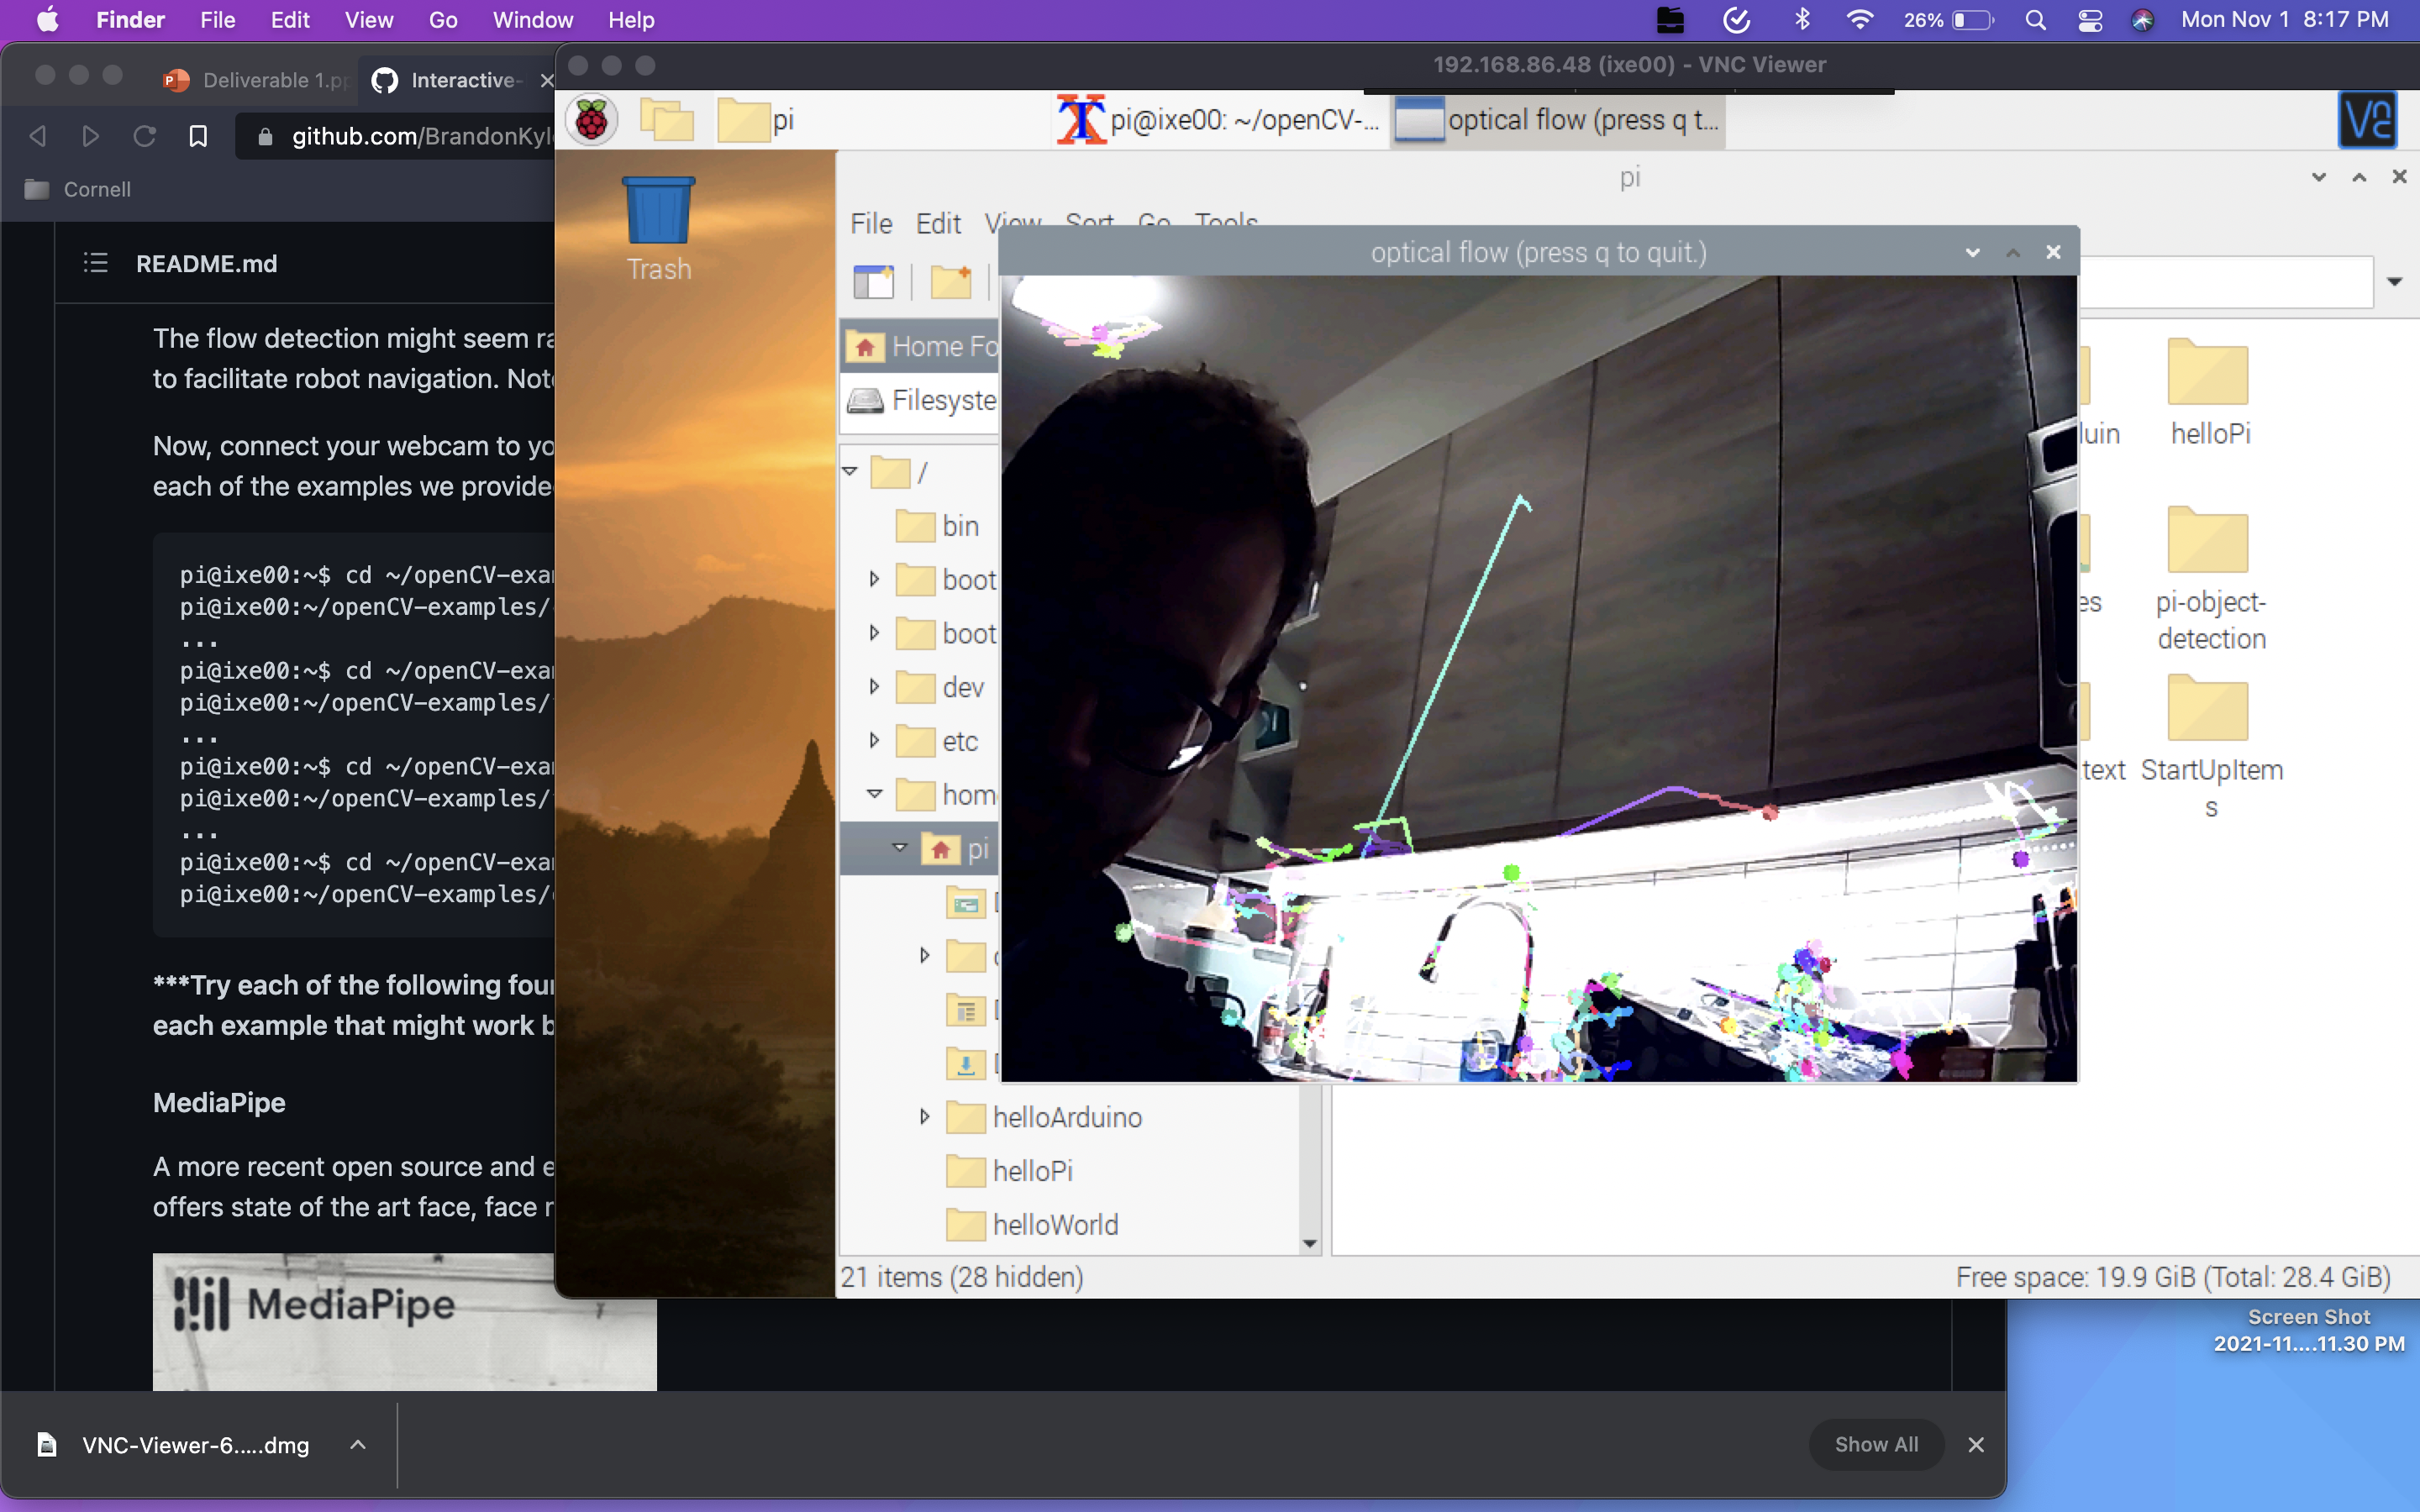 Finder File Edit View Go Window Help 26% Mon Nov 1 8:17 PM
Deliverable 1.pp
Interactive-
192.168.86.48 (ixe00) - VNC Viewer
github.com/BrandonKyl
Cornell
pi
pi@ixe00: ~/openCV-...
optical flow (press q t...
Trash
pi
File Edit View Sort Go Tools
optical flow (press q to quit.)
README.md
The flow detection might seem ra
to facilitate robot navigation. Note
Now, connect your webcam to yo
each of the examples we provide
pi@ixe00:~$ cd ~/openCV-exa
pi@ixe00:~/openCV-examples/
...
pi@ixe00:~$ cd ~/openCV-exa
pi@ixe00:~/openCV-examples/
...
pi@ixe00:~$ cd ~/openCV-exa
pi@ixe00:~/openCV-examples/
...
pi@ixe00:~$ cd ~/openCV-exa
pi@ixe00:~/openCV-examples/
***Try each of the following four
each example that might work b
MediaPipe
A more recent open source and e
offers state of the art face, face
MediaPipe
Home Fo
Filesyste
/
bin
boot
boot
dev
etc
hom
pi
helloArduino
helloPi
helloWorld
luin
helloPi
es
pi-object-
detection
text
StartUpItem
s
21 items (28 hidden)
Free space: 19.9 GiB (Total: 28.4 GiB)
Screen Shot
2021-11....11.30 PM
VNC-Viewer-6.....dmg
Show All